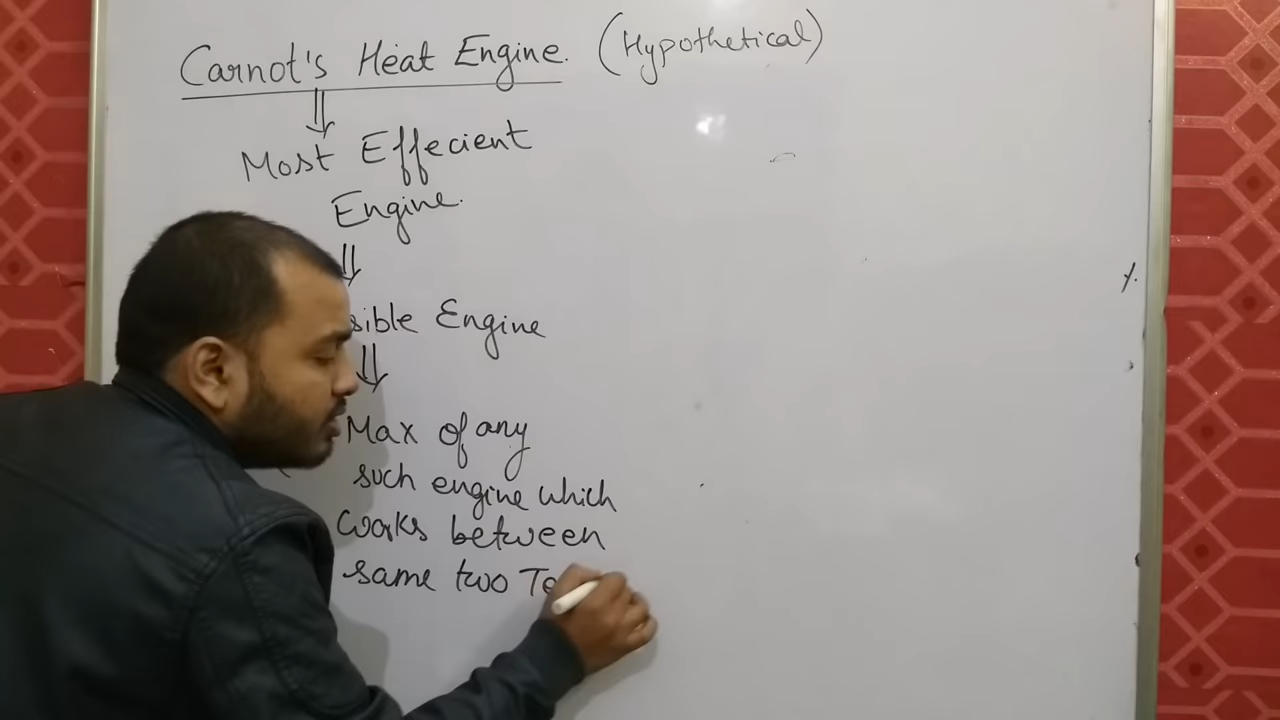 Carnot's Heat Engine. (Hypothetical)
Most Effecient
Engine.
sible Engine
Max of any
such engine which
works between
same two Te